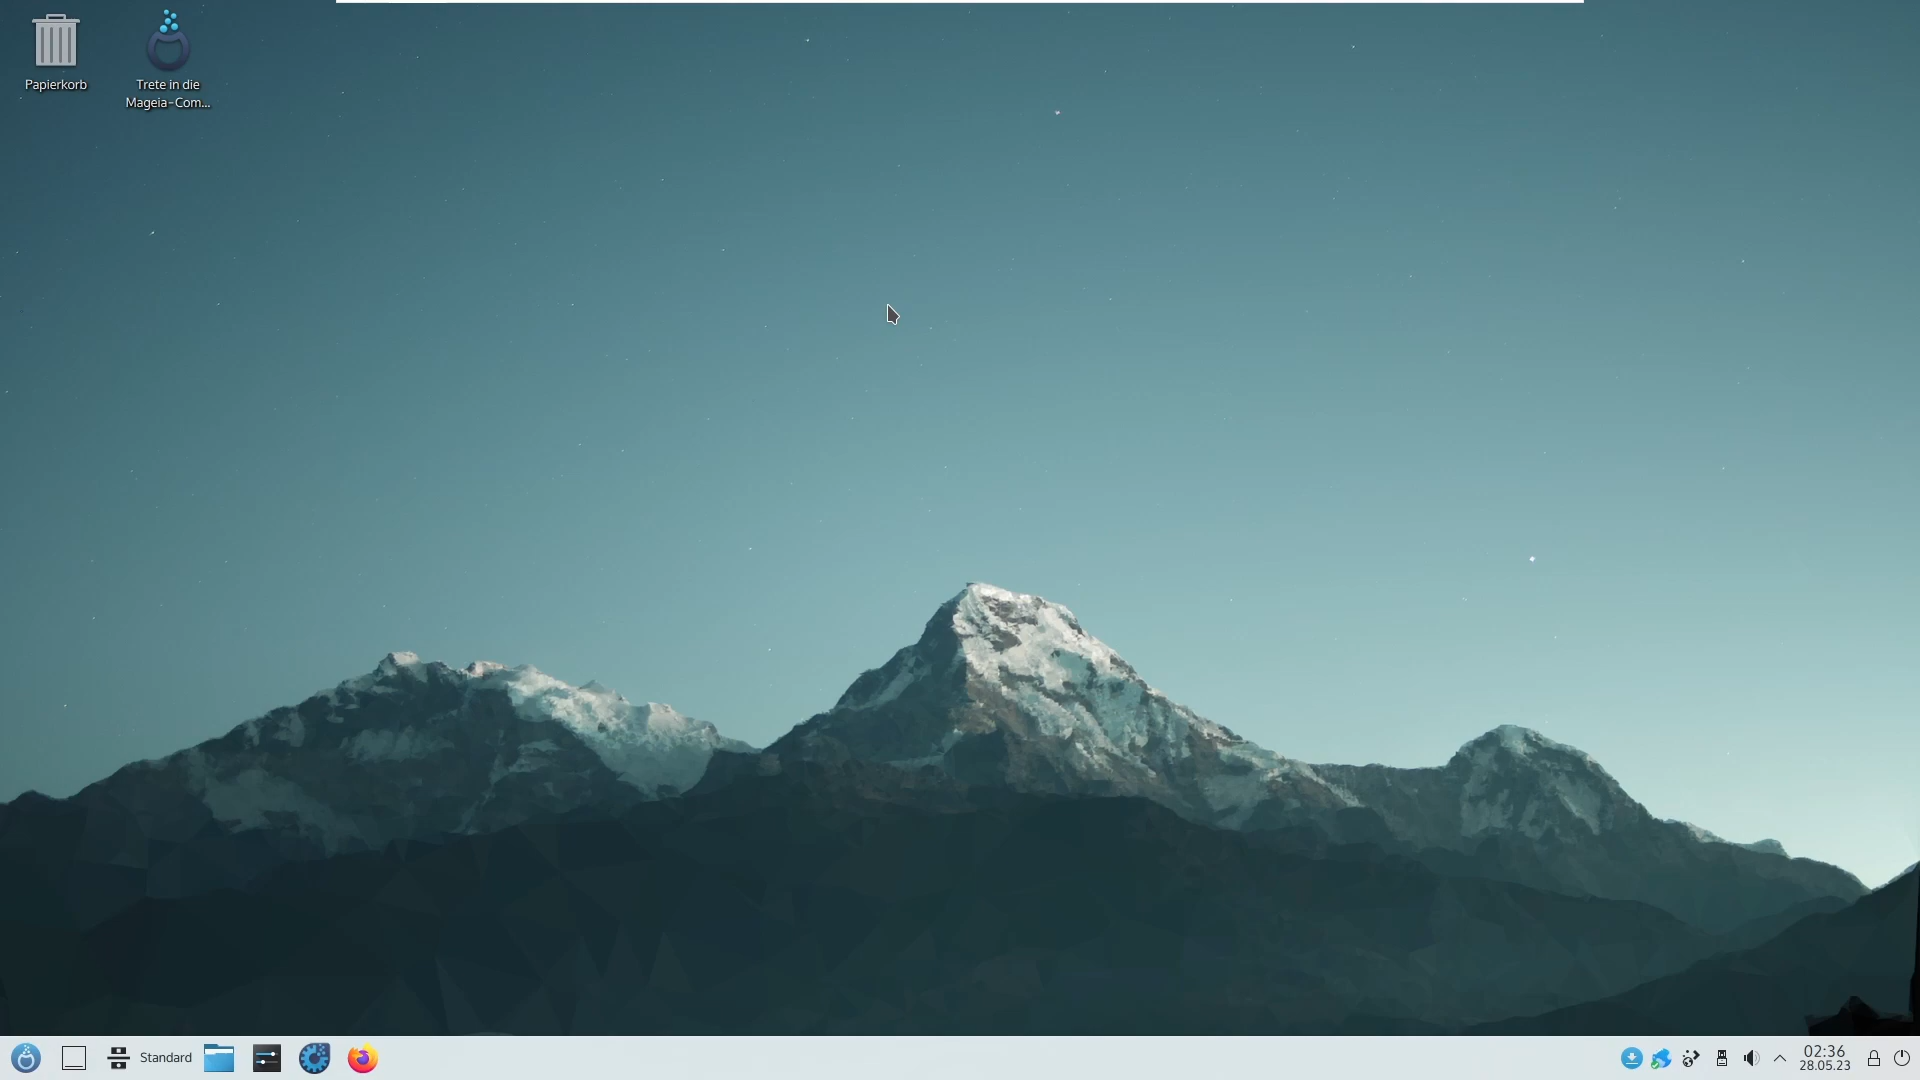 Papierkorb
Trete in die
Mageia-Com...
Standard
02:36
28.05.23